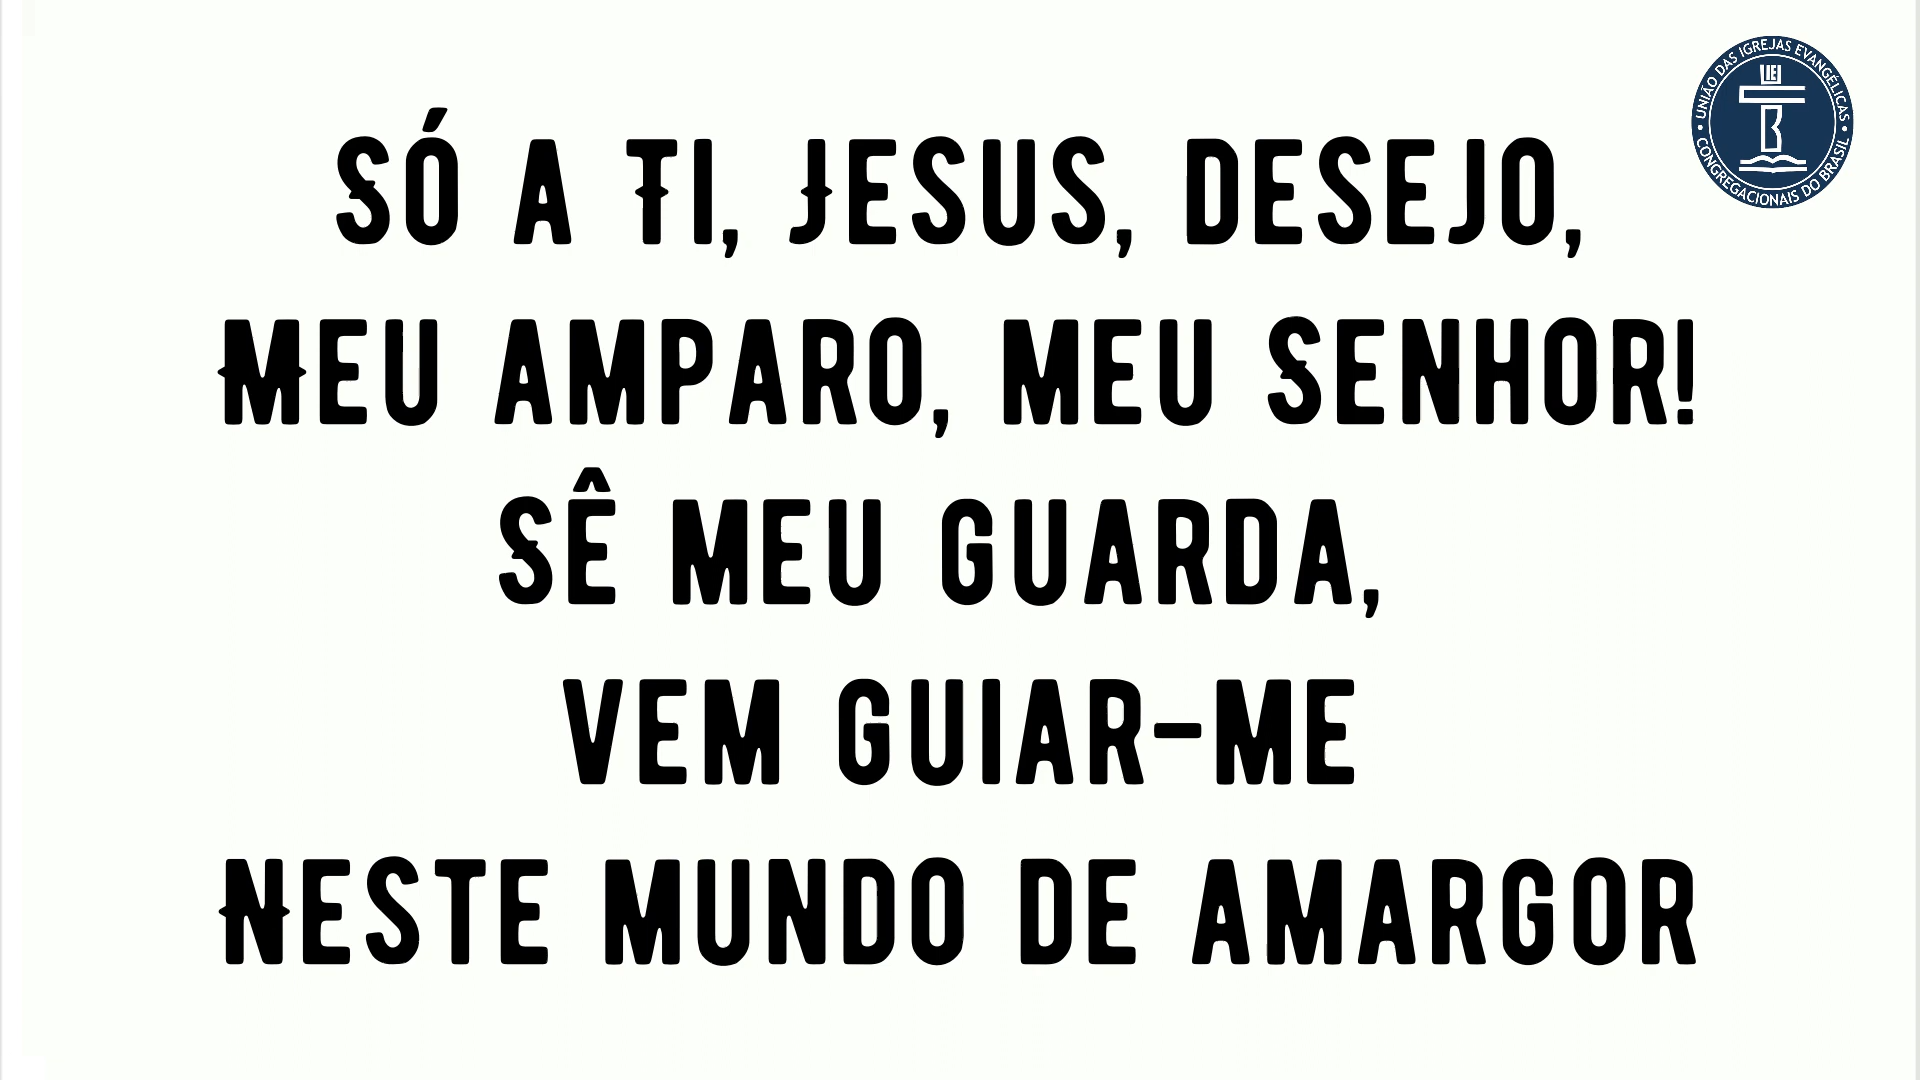 Só a Ti, Jesus, desejo,
Meu amparo, meu Senhor!
Sê meu guarda,
vem guiar-me
Neste mundo de amargor
• UNIÃO DAS IGREJAS EVANGÉLICAS •
CONGREGACIONAIS DO BRASIL